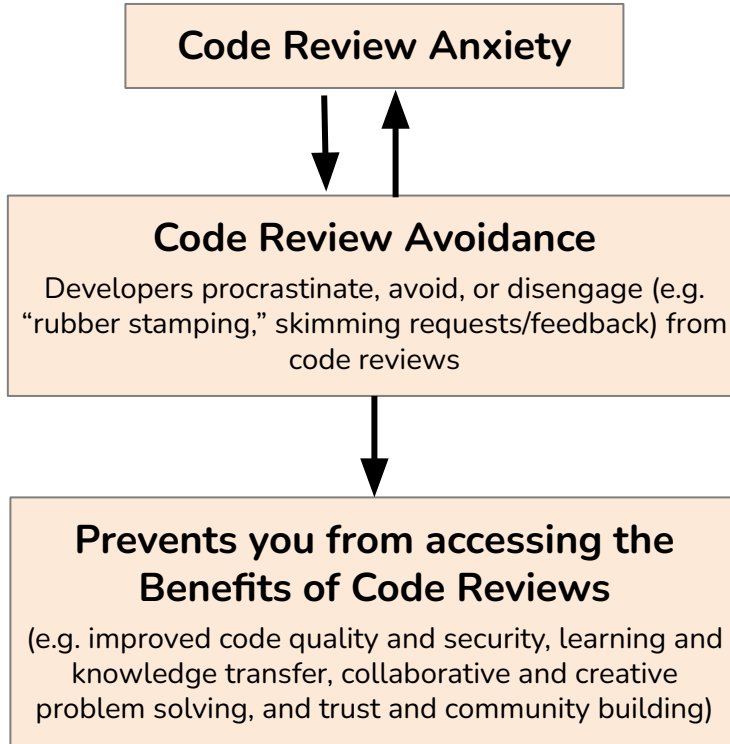 Code Review Anxiety
Code Review Avoidance
Developers procrastinate, avoid, or disengage (e.g.
“rubber stamping,” skimming requests/feedback) from
code reviews
Prevents you from accessing the
Benefits of Code Reviews
(e.g. improved code quality and security, learning and
knowledge transfer, collaborative and creative
problem solving, and trust and community building)